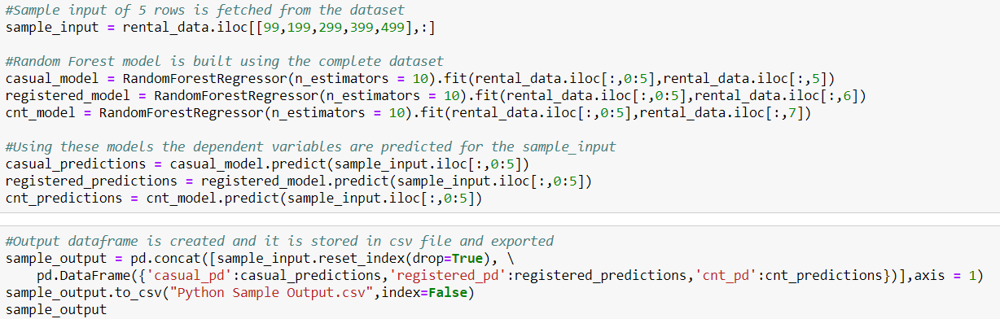 #Sample input of 5 rows is fetched from the dataset
sample_input = rental_data.iloc[[99,199,299,399,499],:]
#Random Forest model is built using the complete dataset
casual_model = RandomForestRegressor(n_estimators = 10).fit(rental_data.iloc[:,0:5],rental_data.iloc[:,5])
registered_model = RandomForestRegressor(n_estimators = 10).fit(rental_data.iloc[:,0:5],rental_data.iloc[:,6])
cnt_model = RandomForestRegressor(n_estimators = 10).fit(rental_data.iloc[:,0:5],rental_data.iloc[:,7])
#Using these models the dependent variables are predicted for the sample_input
casual_predictions = casual_model.predict(sample_input.iloc[:,0:5])
registered_predictions = registered_model.predict(sample_input.iloc[:,0:5])
cnt_predictions = cnt_model.predict(sample_input.iloc[:,0:5])
#Output dataframe is created and it is stored in csv file and exported
sample_output = pd.concat([sample_input.reset_index(drop=True), \
    pd.DataFrame({'casual_pd':casual_predictions,'registered_pd':registered_predictions,'cnt_pd':cnt_predictions})],axis = 1)
sample_output.to_csv("Python Sample Output.csv",index=False)
sample_output